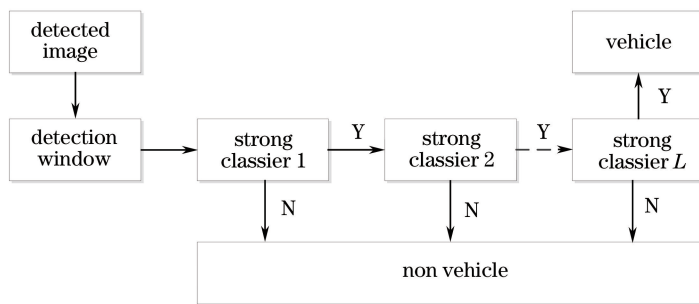 detected
image
vehicle
Y
detection
window
strong
classier 1
Y
strong
classier 2
Y
strong
classier L
N
N
N
non vehicle